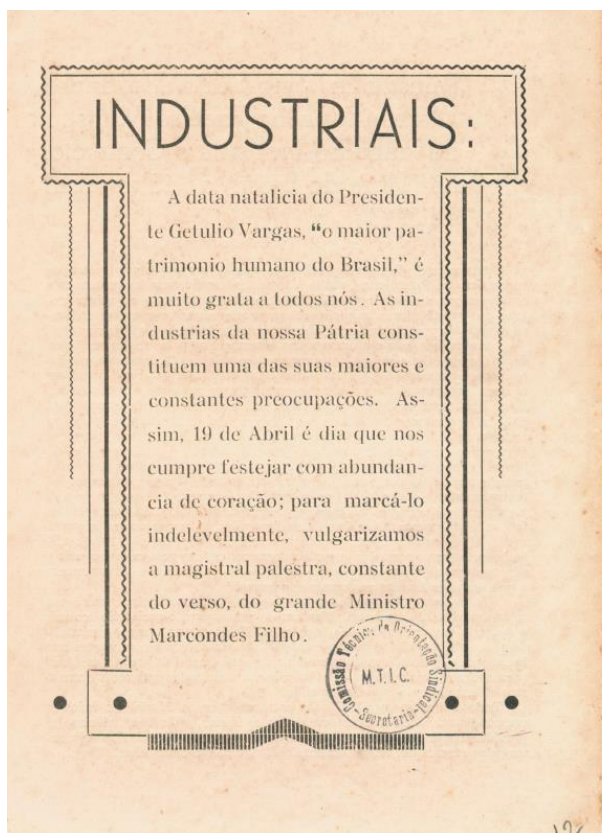 INDUSTRIAIS:
A data natalicia do Presiden-
te Getulio Vargas, “o maior pa-
trimonio humano do Brasil,” é
muito grata a todos nós. As in-
dustrias da nossa Pátria cons-
tituem uma das suas maiores e
constantes preocupações. As-
sim, 19 de Abril é dia que nos
cumpre festejar com abundan-
cia de coração; para marcá-lo
indelevelmente, vulgarizamos
a magistral palestra, constante
do verso, do grande Ministro
Marcondes Filho.
Comissão Técnica de Orientação Sindical
M.T.I.C.
-Secretaria-